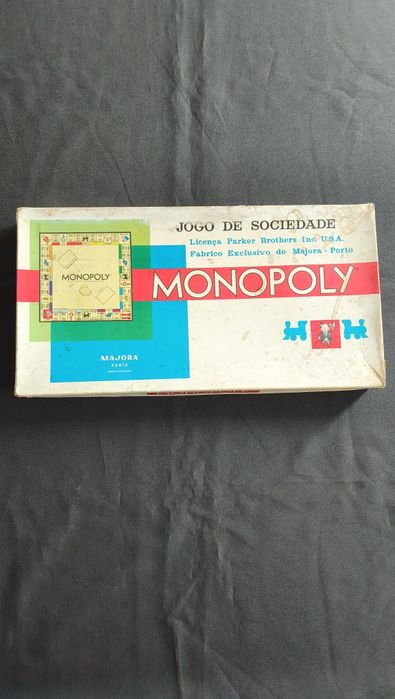 JOGO DE SOCIEDADE
Licença Parker Brothers Inc U.S.A.
Fabrico Exclusivo de Majora - Porto
MONOPOLY
MONOPOLY
MAJORA
PORTO